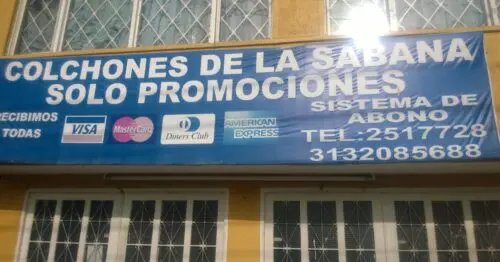 COLCHONES DE LA SABANA
SOLO PROMOCIONES
RECIBIMOS
TODAS
VISA
MasterCard
Diners Club
AMERICAN
EXPRESS
SISTEMA DE
ABONO
TEL:2517728
3132085688